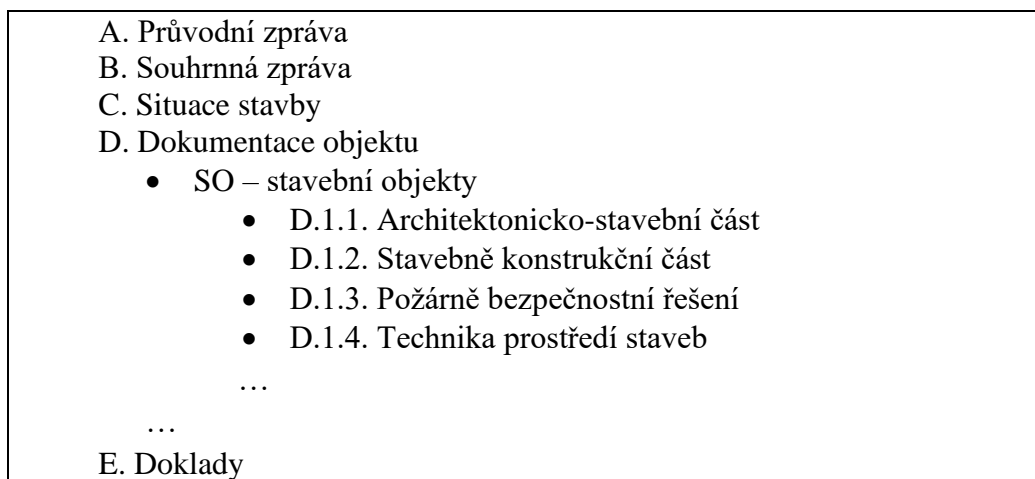 A. Průvodní zpráva
B. Souhrnná zpráva
C. Situace stavby
D. Dokumentace objektu
• SO – stavební objekty
• D.1.1. Architektonicko-stavební část
• D.1.2. Stavebně konstrukční část
• D.1.3. Požárně bezpečnostní řešení
• D.1.4. Technika prostředí staveb
…
…
E. Doklady